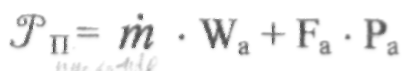 𝒫_П = ṁ · W_a + F_a · P_a